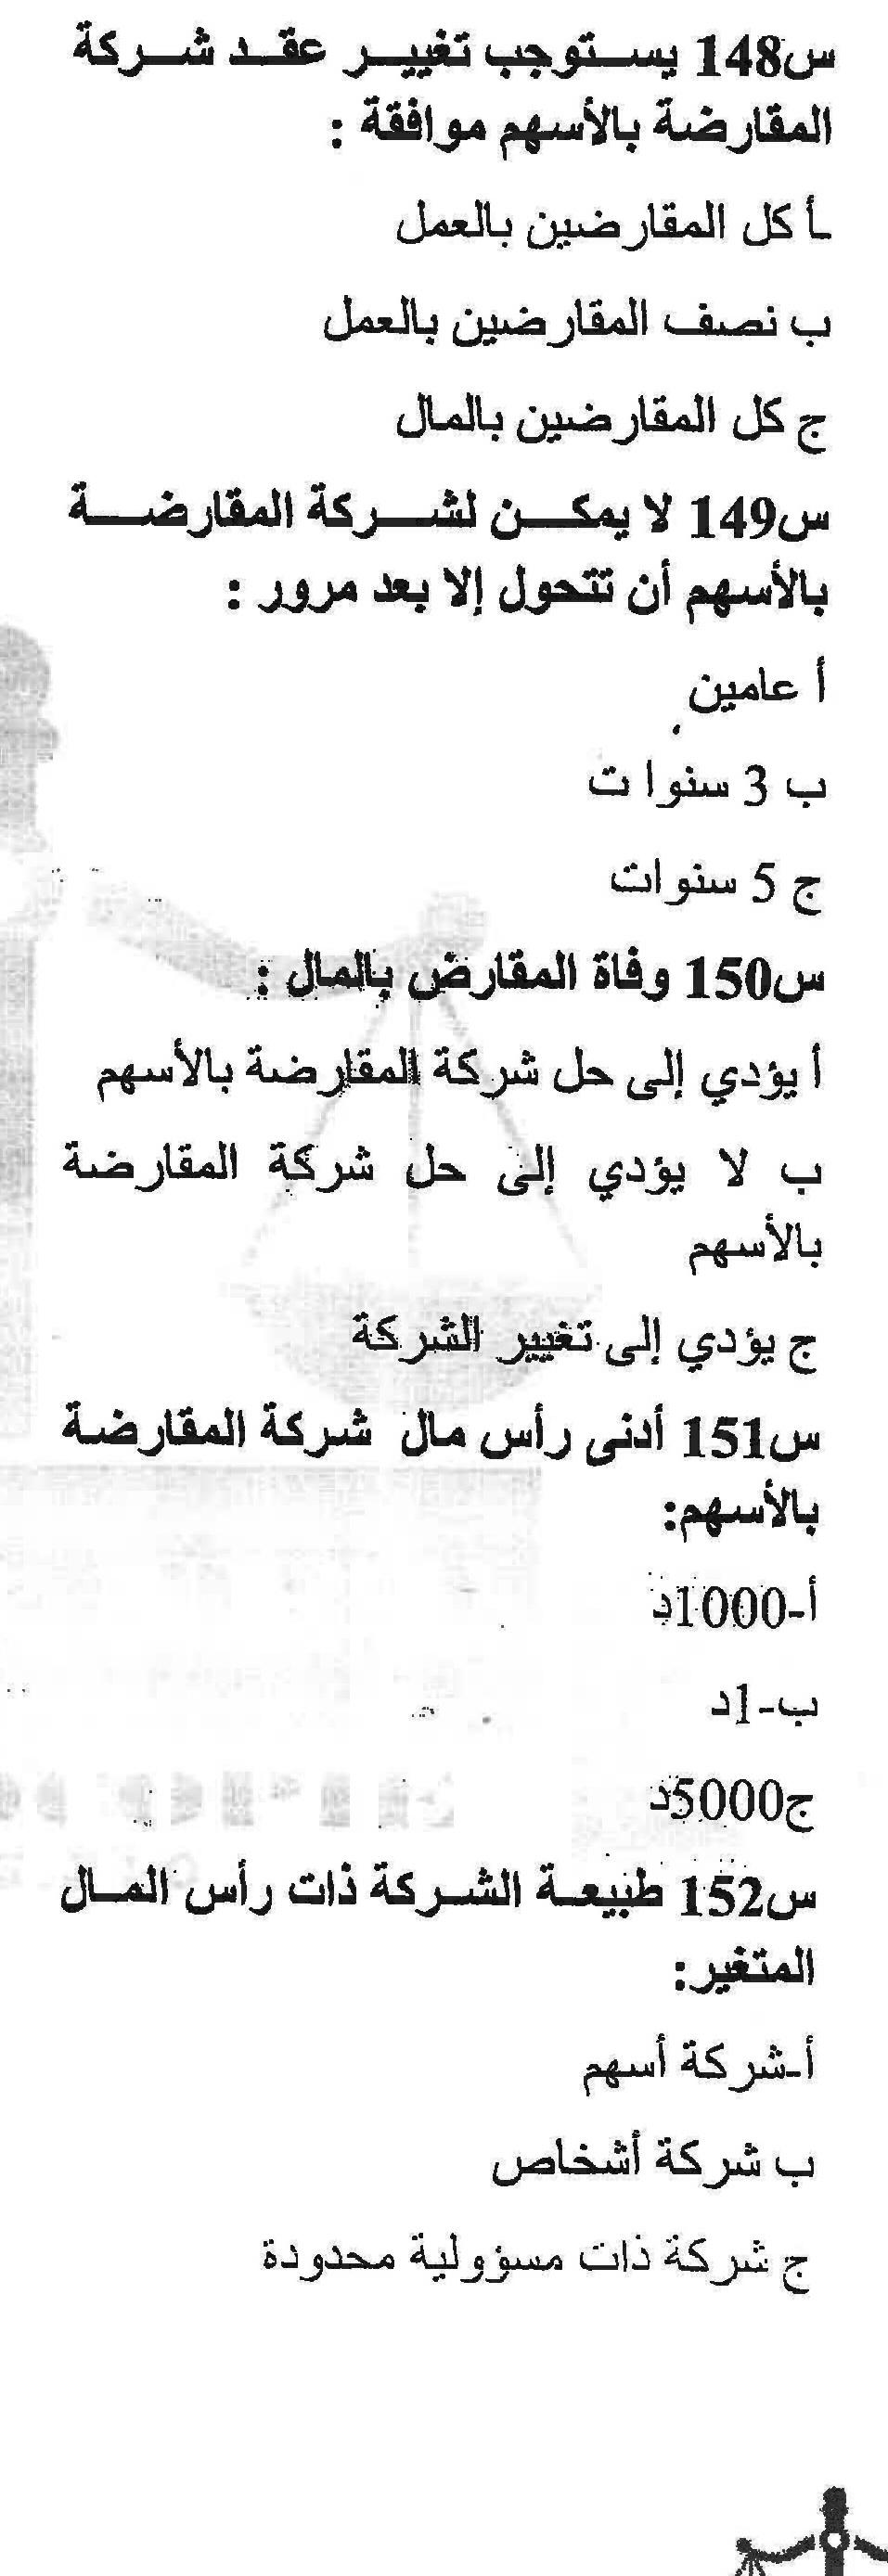 س148 يستوجب تغيير عقد شركة
المقارضة بالأسهم موافقة :
أ كل المقارضين بالعمل
ب نصف المقارضين بالعمل
ج كل المقارضين بالمال
س149 لا يمكن لشركة المقارضة
بالأسهم أن تتحول إلا بعد مرور :
أ عامين
ب 3 سنوا ت
ج 5 سنوات
س150 وفاة المقارض بالمال :
أ يؤدي إلى حل شركة المقارضة بالأسهم
ب لا يؤدي إلى حل شركة المقارضة
بالأسهم
ج يؤدي إلى تغيير الشركة
س151 أدنى رأس مال شركة المقارضة
بالأسهم:
أ-1000د
ب-1د
ج5000د
س152 طبيعة الشركة ذات رأس المال
المتغير:
أ-شركة أسهم
ب شركة أشخاص
ج شركة ذات مسؤولية محدودة